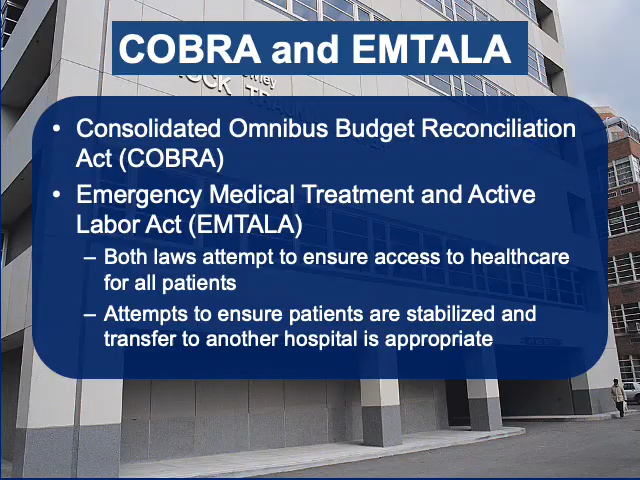 COBRA and EMTALA
• Consolidated Omnibus Budget Reconciliation
Act (COBRA)
• Emergency Medical Treatment and Active
Labor Act (EMTALA)
– Both laws attempt to ensure access to healthcare
for all patients
– Attempts to ensure patients are stabilized and
transfer to another hospital is appropriate